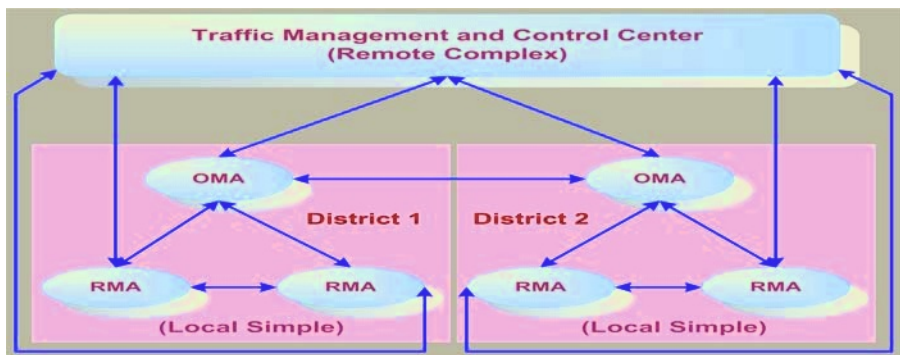 Traffic Management and Control Center
(Remote Complex)
OMA
OMA
District 1
District 2
RMA
RMA
RMA
RMA
(Local Simple)
(Local Simple)